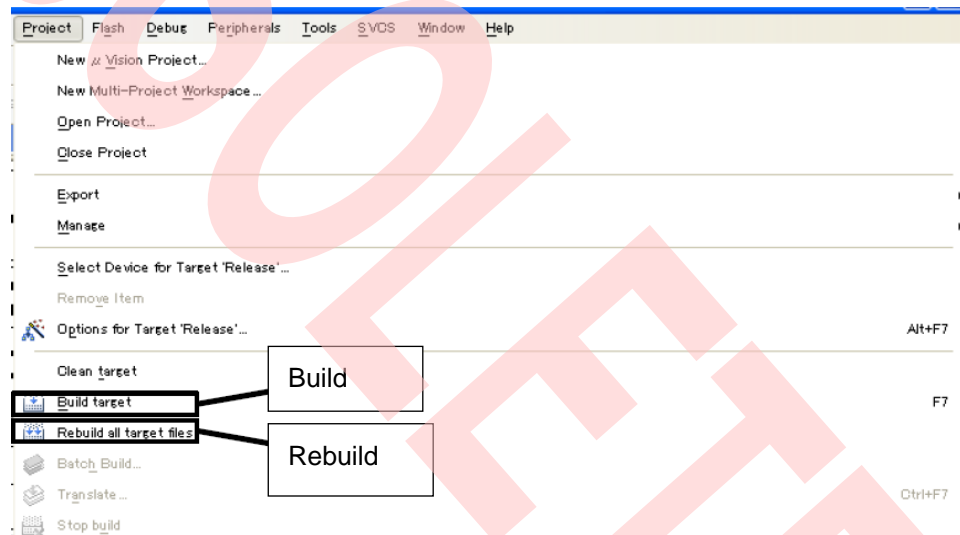 Project Flash Debug Peripherals Tools SVCS Window Help
New μ Vision Project...
New Multi-Project Workspace...
Open Project...
Close Project
Export
Manage
Select Device for Target 'Release'...
Remove Item
Options for Target 'Release'... Alt+F7
Clean target
Build
Build target F7
Rebuild all target files
Rebuild
Batch Build...
Translate... Ctrl+F7
Stop build
SOLETE